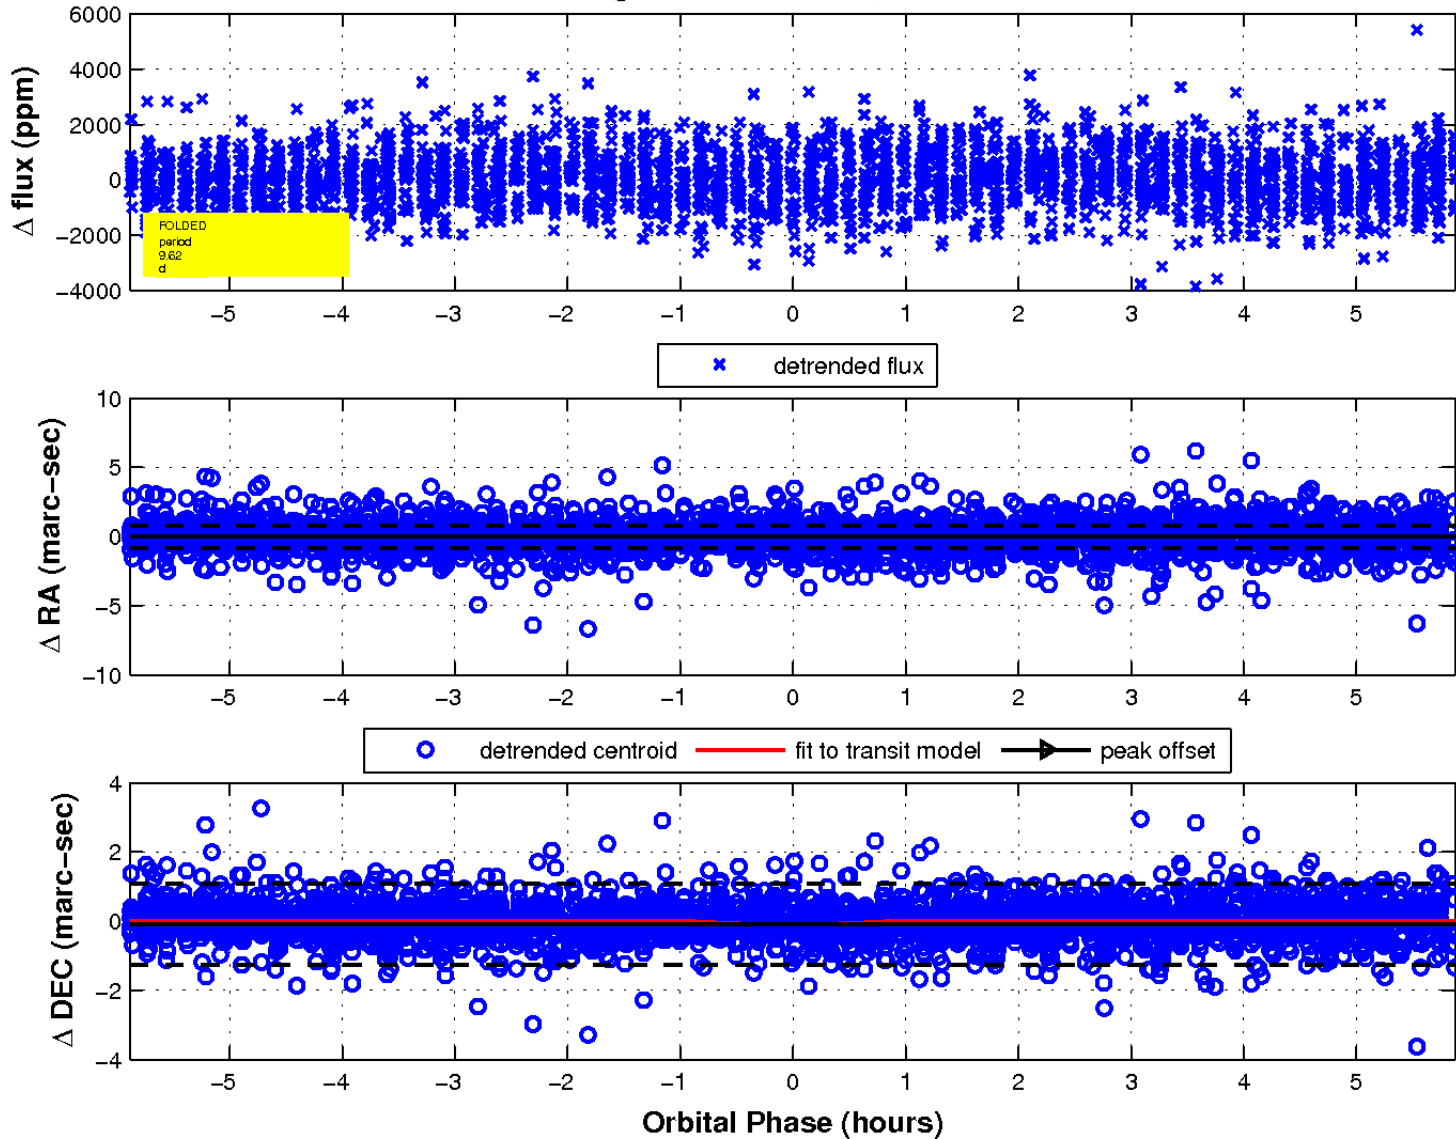 6000
4000
2000
0
−2000
−4000
Δ flux (ppm)
FOLDED
period
9.62
d
−5 −4 −3 −2 −1 0 1 2 3 4 5
detrended flux
10
5
0
−5
−10
Δ RA (marc−sec)
−5 −4 −3 −2 −1 0 1 2 3 4 5
detrended centroid fit to transit model peak offset
4
2
0
−2
−4
Δ DEC (marc−sec)
−5 −4 −3 −2 −1 0 1 2 3 4 5
Orbital Phase (hours)